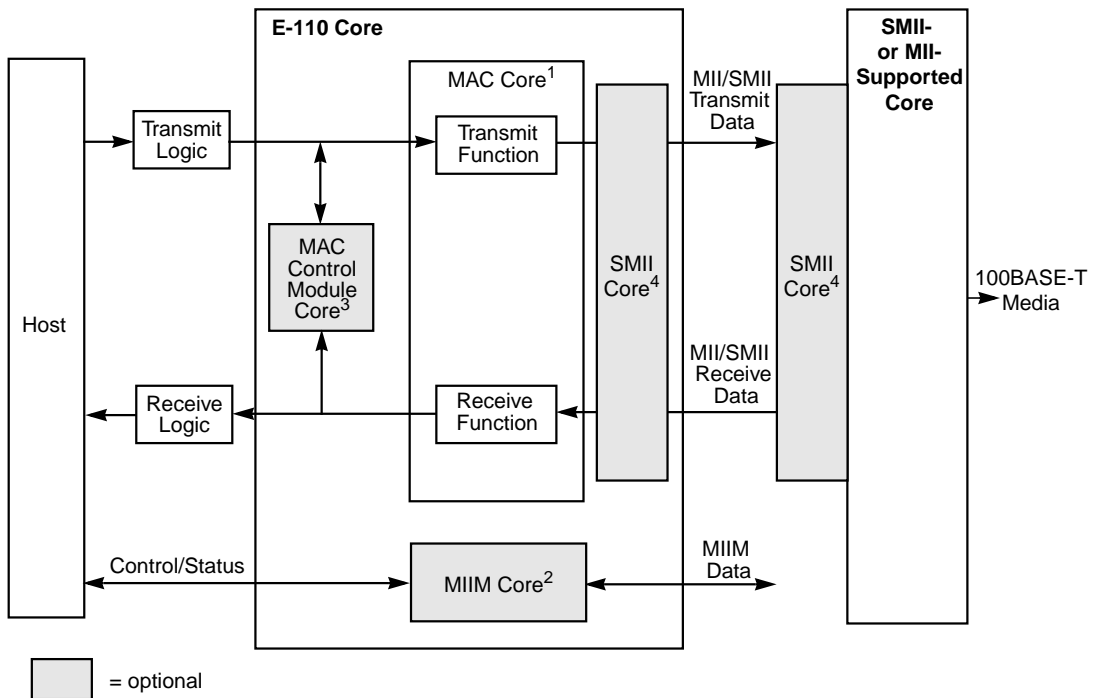 E-110 Core
SMII-
or MII-
Supported
Core
MAC Core1
MII/SMII
Transmit
Data
Transmit
Logic
Transmit
Function
MAC
Control
Module
Core3
SMII
Core4
SMII
Core4
100BASE-T
Media
Host
MII/SMII
Receive
Data
Receive
Logic
Receive
Function
Control/Status
MIIM Core2
MIIM
Data
= optional